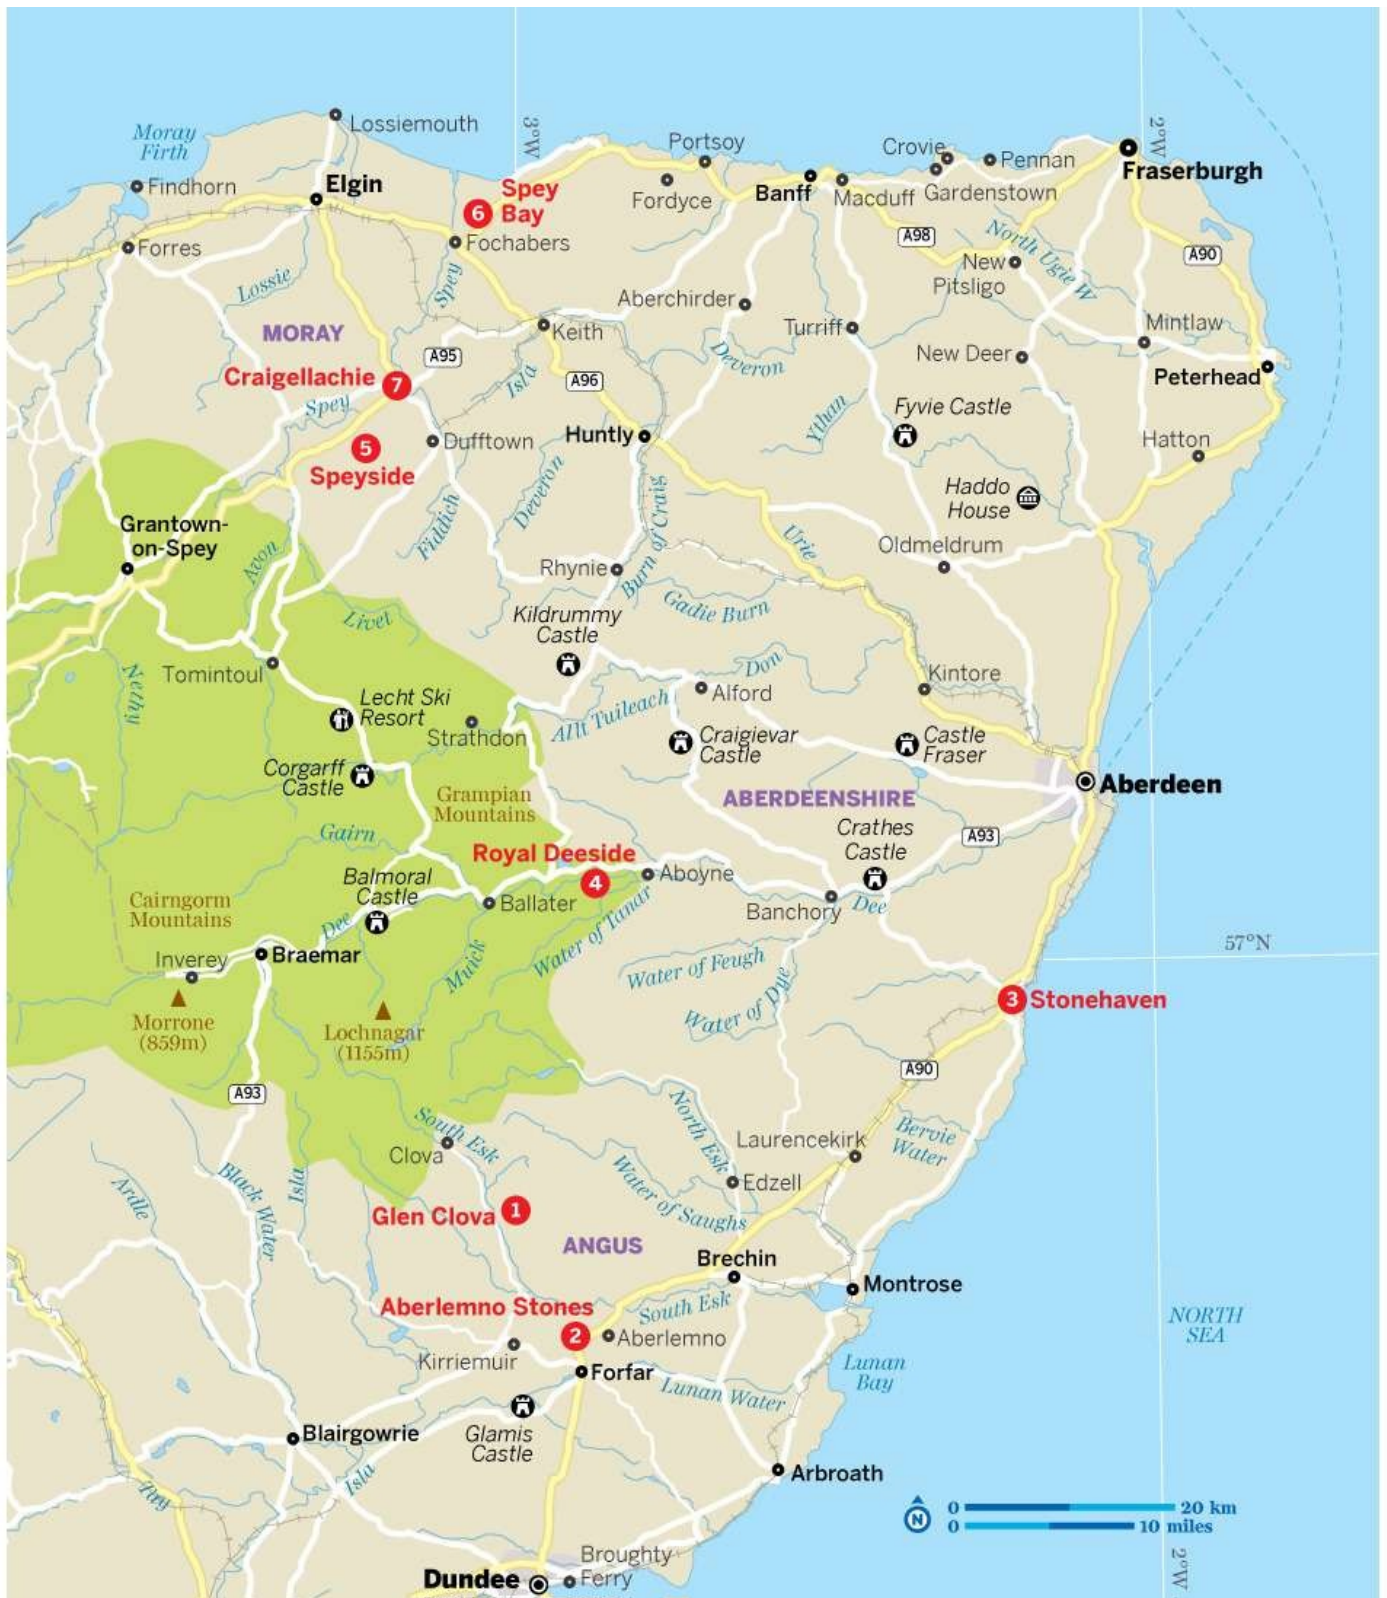 Moray
Firth
Lossiemouth
3°W
Portsoy
Crovie
Pennan
2°W
Fraserburgh
Findhorn
Elgin
Spey
Bay
6
Fordyce
Banff
Macduff
Gardenstown
Forres
Fochabers
A98
North Ugie W
A90
Lossie
Spey
New
Pitsligo
Aberchirder
MORAY
Keith
Turriff
Mintlaw
A95
Deveron
New Deer
Craigellachie
7
Isla
A96
Peterhead
Spey
Ythan
Fyvie Castle
5
Speyside
Dufftown
Huntly
Hatton
Deveron
Fiddich
Burn of Craig
Haddo
House
Grantown-
on-Spey
Urie
Oldmeldrum
Avon
Rhynie
Livet
Kildrummy
Castle
Gadie Burn
Nethy
Tomintoul
Don
Kintore
Lecht Ski
Resort
Alford
Allt Tuileach
Strathdon
Craigievar
Castle
Castle
Fraser
Corgarff
Castle
Aberdeen
Grampian
Mountains
ABERDEENSHIRE
Gairn
Crathes
Castle
A93
Royal Deeside
4
Balmoral
Castle
Aboyne
Cairngorm
Mountains
Ballater
Banchory
Dee
Dee
Water of Tanar
Muick
57°N
Inverey
Braemar
Water of Feugh
Water of Dye
3
Stonehaven
Morrone
(859m)
Lochnagar
(1155m)
A90
A93
North Esk
South Esk
Bervie
Water
Clova
Laurencekirk
Ardle
Black Water
Isla
Water of Saughs
Edzell
Glen Clova
1
ANGUS
Brechin
Montrose
Aberlemno Stones
2
South Esk
NORTH
SEA
Aberlemno
Kirriemuir
Forfar
Lunan
Bay
Lunan Water
Glamis
Castle
Blairgowrie
Isla
Tay
Arbroath
N
0
20 km
0
10 miles
2°W
Broughty
Ferry
Dundee